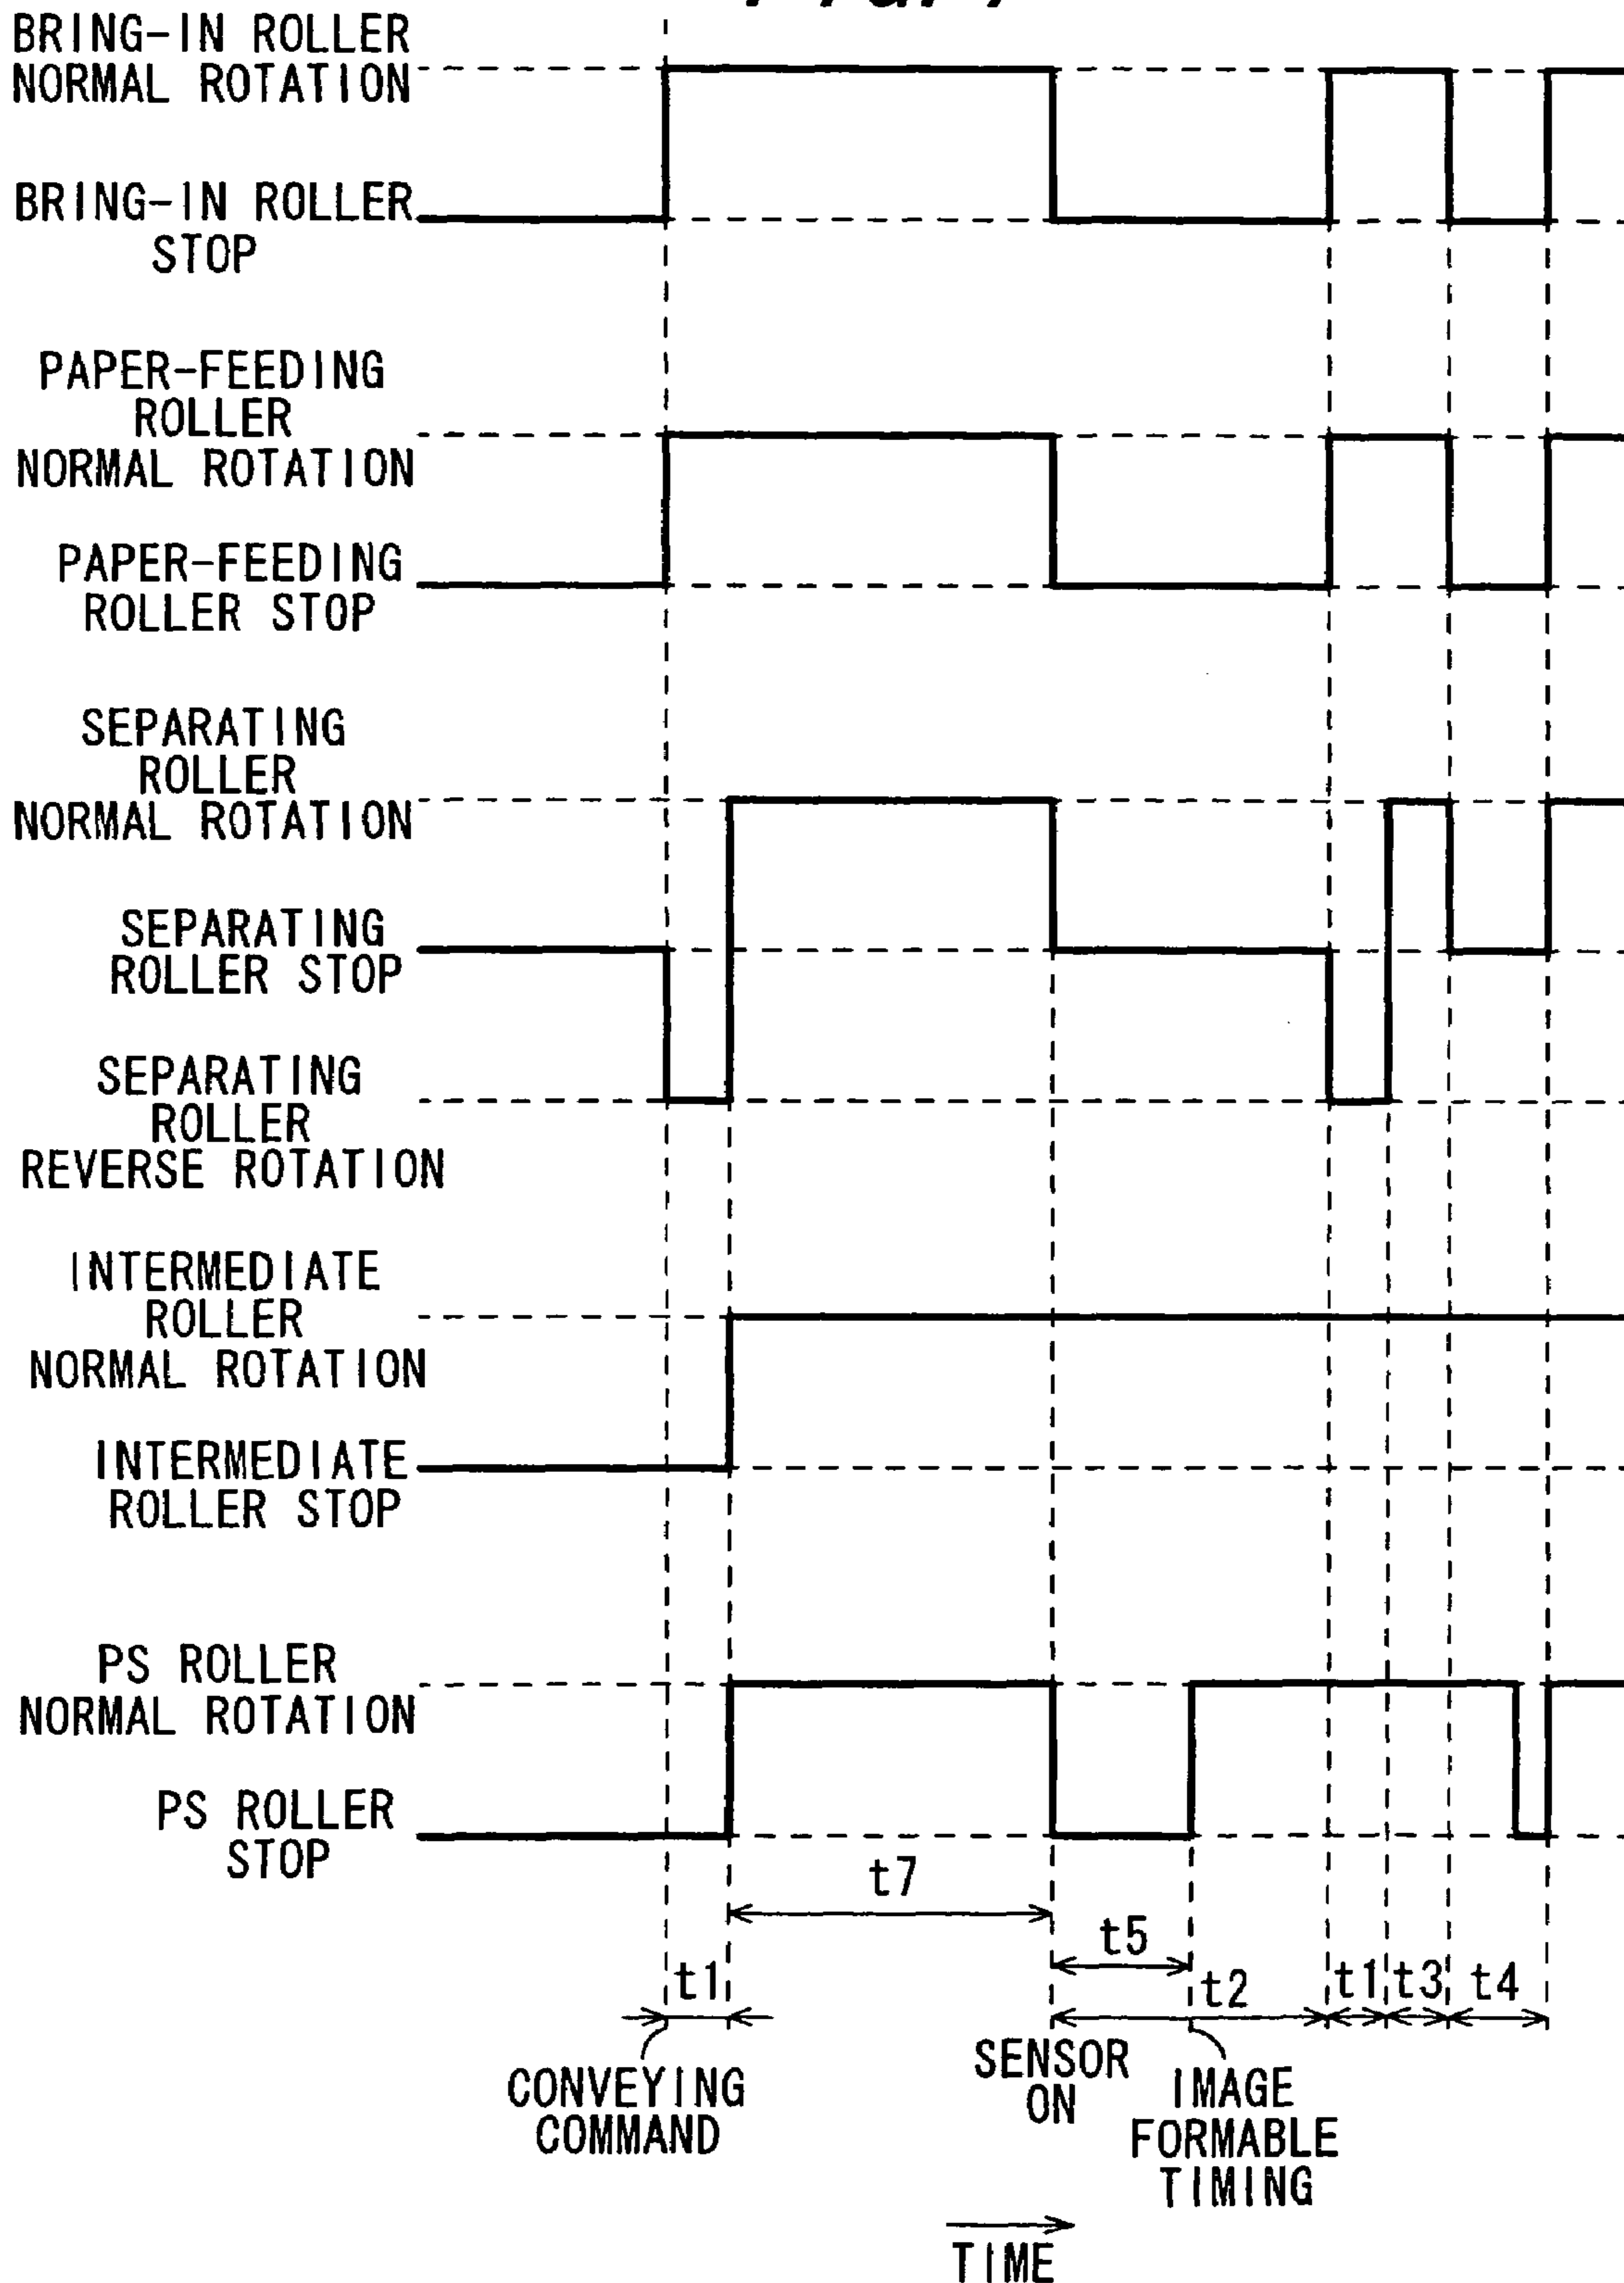 BRING-IN ROLLER
NORMAL ROTATION
BRING-IN ROLLER
STOP
PAPER-FEEDING
ROLLER
NORMAL ROTATION
PAPER-FEEDING
ROLLER STOP
SEPARATING
ROLLER
NORMAL ROTATION
SEPARATING
ROLLER STOP
SEPARATING
ROLLER
REVERSE ROTATION
INTERMEDIATE
ROLLER
NORMAL ROTATION
INTERMEDIATE
ROLLER STOP
PS ROLLER
NORMAL ROTATION
PS ROLLER
STOP
t7
t5
t1
t2
t1
t3
t4
CONVEYING
COMMAND
SENSOR
ON
IMAGE
FORMABLE
TIMING
TIME